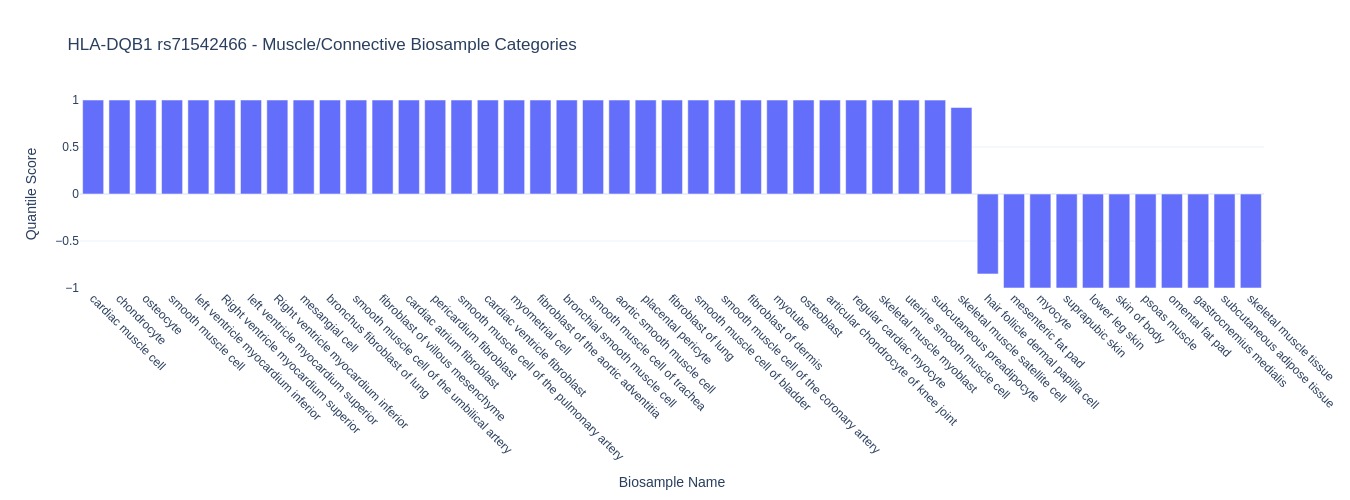 HLA-DQB1 rs71542466 - Muscle/Connective Biosample Categories
Quantile Score
1
0.5
0
−0.5
−1
cardiac muscle cell
chondrocyte
osteocyte
smooth muscle cell
left ventricle myocardium inferior
Right ventricle myocardium superior
left ventricle myocardium superior
Right ventricle myocardium inferior
mesangial cell
bronchus fibroblast of lung
smooth muscle cell of the umbilical artery
fibroblast of villous mesenchyme
cardiac atrium fibroblast
pericardium fibroblast
smooth muscle cell of the pulmonary artery
cardiac ventricle fibroblast
myometrial cell
fibroblast of the aortic adventitia
bronchial smooth muscle cell
smooth muscle cell of trachea
aortic smooth muscle cell
placental pericyte
fibroblast of lung
smooth muscle cell of bladder
smooth muscle cell of the coronary artery
fibroblast of dermis
myotube
osteoblast
articular chondrocyte of knee joint
regular cardiac myocyte
skeletal muscle myoblast
uterine smooth muscle cell
subcutaneous preadipocyte
skeletal muscle satellite cell
hair follicle dermal papilla cell
mesenteric fat pad
myocyte
suprapubic skin
lower leg skin
skin of body
psoas muscle
omental fat pad
gastrocnemius medialis
subcutaneous adipose tissue
skeletal muscle tissue
Biosample Name